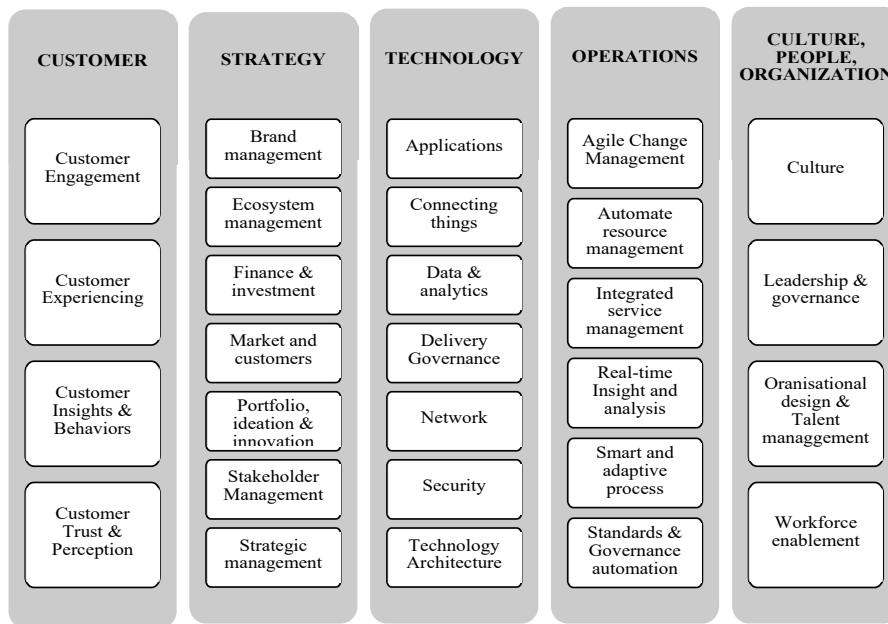 CUSTOMER
Customer
Engagement
Customer
Experiencing
Customer
Insights &
Behaviors
Customer
Trust &
Perception
STRATEGY
Brand
management
Ecosystem
management
Finance &
investment
Market and
customers
Portfolio,
ideation &
innovation
Stakeholder
Management
Strategic
management
TECHNOLOGY
Applications
Connecting
things
Data &
analytics
Delivery
Governance
Network
Security
Technology
Architecture
OPERATIONS
Agile Change
Management
Automate
resource
management
Integrated
service
management
Real-time
Insight and
analysis
Smart and
adaptive
process
Standards &
Governance
automation
CULTURE,
PEOPLE,
ORGANIZATION
Culture
Leadership &
governance
Oranisational
design &
Talent
managgement
Workforce
enablement